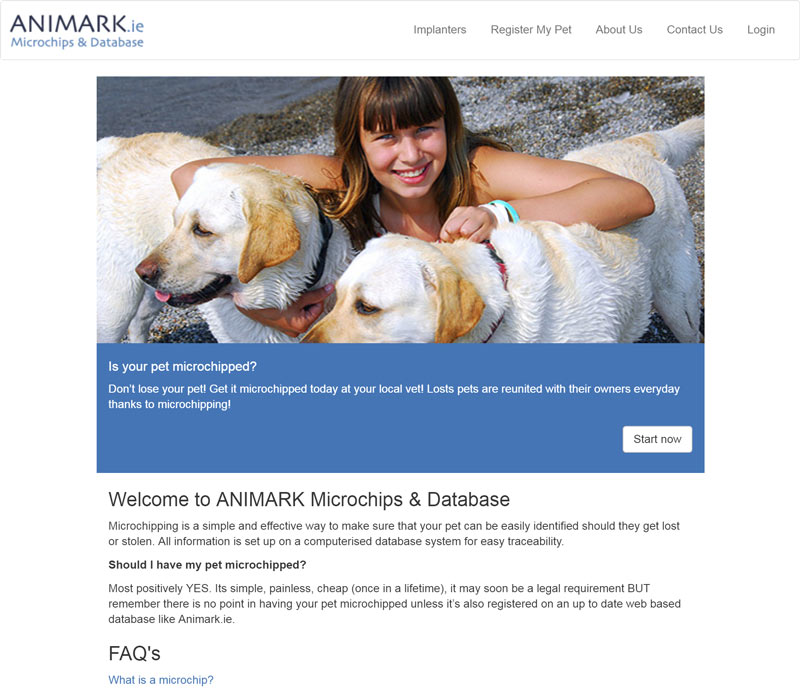 ANIMARK.ie
Microchips & Database
Implanters Register My Pet About Us Contact Us Login
Is your pet microchipped?
Don’t lose your pet! Get it microchipped today at your local vet! Losts pets are reunited with their owners everyday
thanks to microchipping!
Start now
Welcome to ANIMARK Microchips & Database
Microchipping is a simple and effective way to make sure that your pet can be easily identified should they get lost
or stolen. All information is set up on a computerised database system for easy traceability.
Should I have my pet microchipped?
Most positively YES. Its simple, painless, cheap (once in a lifetime), it may soon be a legal requirement BUT
remember there is no point in having your pet microchipped unless it’s also registered on an up to date web based
database like Animark.ie.
FAQ's
What is a microchip?